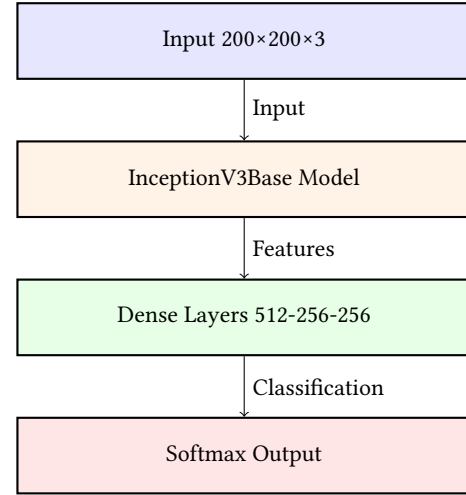 Input 200×200×3
Input
InceptionV3Base Model
Features
Dense Layers 512-256-256
Classification
Softmax Output